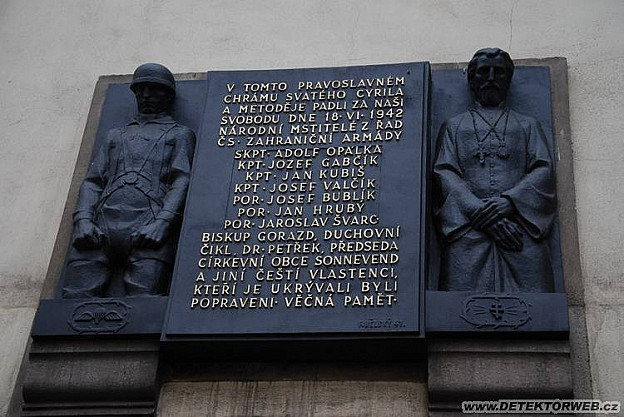 V TOMTO PRAVOSLAVNÉM
CHRÁMU SVATÉHO CYRILA
A METODĚJE PADLI ZA NAŠI
SVOBODU DNE 18·VI·1942
NÁRODNÍ MSTITELÉ Z ŘAD
ČS· ZAHRANIČNÍ ARMÁDY
ŠKPT· ADOLF OPÁLKA
KPT· JOZEF GABČÍK
KPT· JAN KUBIŠ
KPT· JOSEF VALČÍK
POR· JOSEF BUBLÍK
POR· JAN HRUBÝ
POR· JAROSLAV ŠVARC·
BISKUP GORAZD, DUCHOVNÍ
ČIKL, DR· PETŘEK, PŘEDSEDA
CÍRKEVNÍ OBCE SONNEVEND
A JINÍ ČEŠTÍ VLASTENCI,
KTEŘÍ JE UKRÝVALI BYLI
POPRAVENI· VĚČNÁ PAMĚŤ·
WWW.DETEKTORWEB.CZ